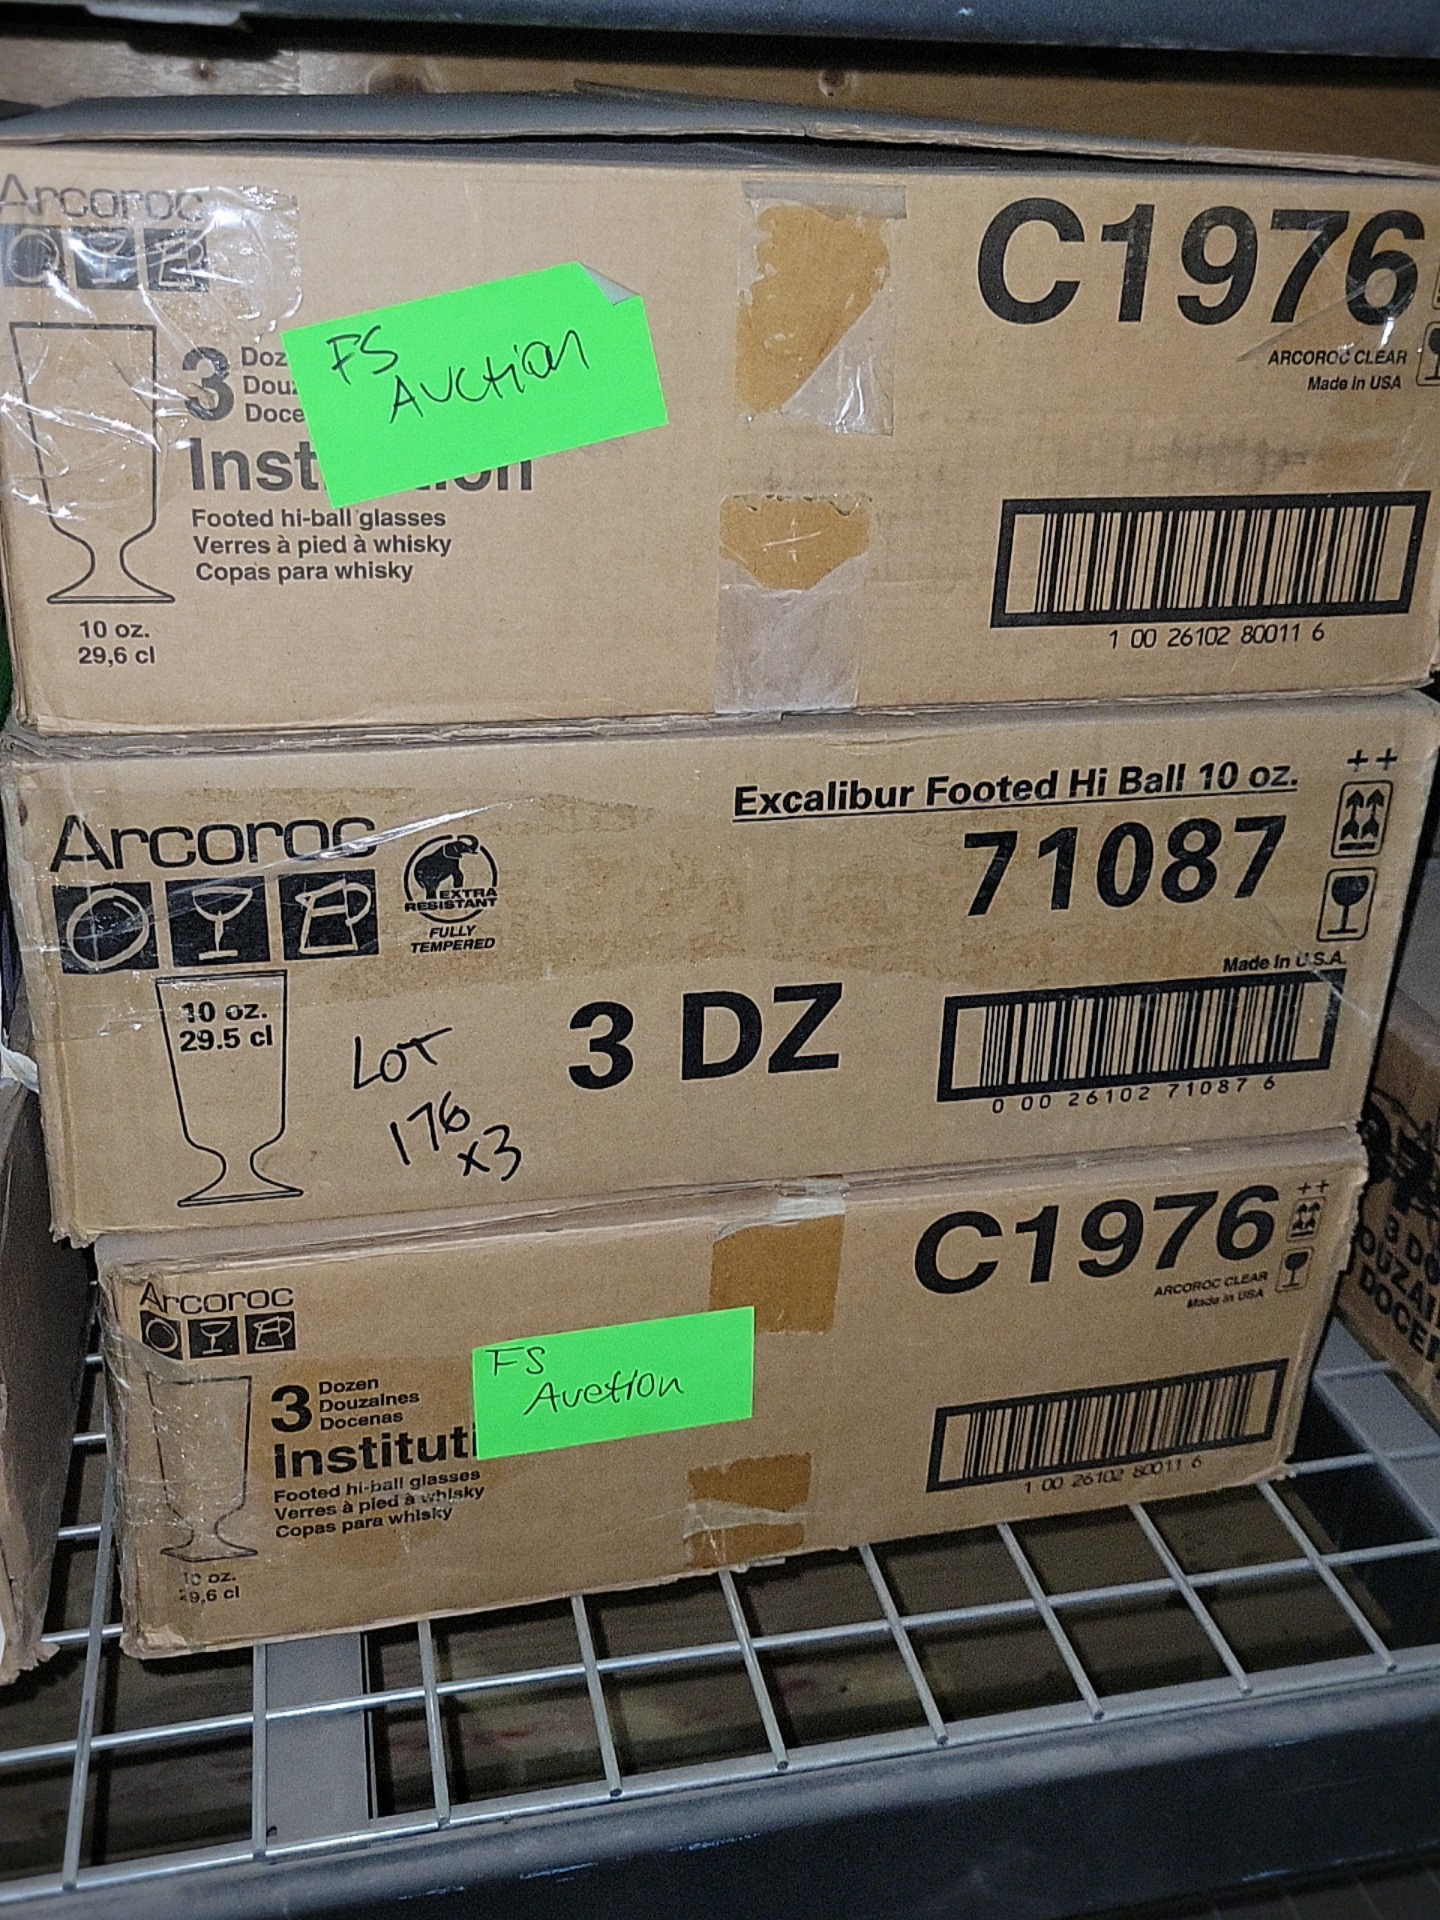 Arcoroc
C1976
ARCOROC CLEAR
Made in USA
3
FS
Auction
Footed hi-ball glasses
Verres à pied à whisky
Copas para whisky
10 oz.
29,6 cl
1 00 26102 80011 6
Excalibur Footed Hi Ball 10 oz.
71087
Arcoroc
EXTRA
RESISTANT
FULLY
TEMPERED
Made In U.S.A.
10 oz.
29.5 cl
3 DZ
LOT
176
x3
0 00 26102 71087 6
C1976
ARCOROC CLEAR
Made in USA
Arcoroc
3 Dozen
Douzaines
Docenas
FS
Auction
Instituti
Footed hi-ball glasses
Verres à pied à whisky
Copas para whisky
10 oz.
29,6 cl
1 00 26102 80011 6